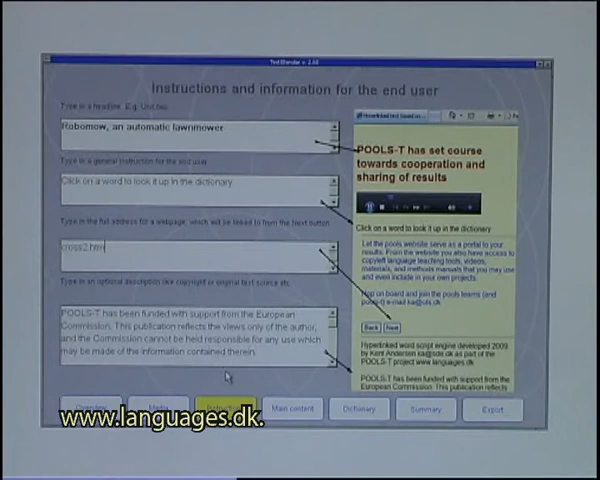 TextBlender v. 2.00
Instructions and information for the end user
Type in a headline. E.g. Unit two
Robomow, an automatic lawnmower
Type in a general instruction for the end user
Click on a word to look it up in the dictionary
Type in the full address for a webpage, which will be linked to from the Next button
cross2.htm
Type in an optional description like copyright or original text source etc.
POOLS-T has been funded with support from the European
Commission. This publication reflects the views only of the author,
and the Commission cannot be held responsible for any use which
may be made of the information contained therein.
POOLS-T has set course
towards cooperation and
sharing of results
Click on a word to look it up in the dictionary
Let the pools website serve as a portal to your
results. From the website you also have access to
copyleft language teaching tools, videos,
materials, and methods manuals that you may use
and even include in your own projects.
Hop on board and join the pools teams (and
pools-t) e-mail ka@sde.dk
Back Next
Hyperlinked word script engine developed 2009
by Kent Andersen ka@sde.dk as part of the
POOLS-T project www.languages.dk
POOLS-T has been funded with support from the
European Commission. This publication reflects
Main content Dictionary Summary Export
www.languages.dk.